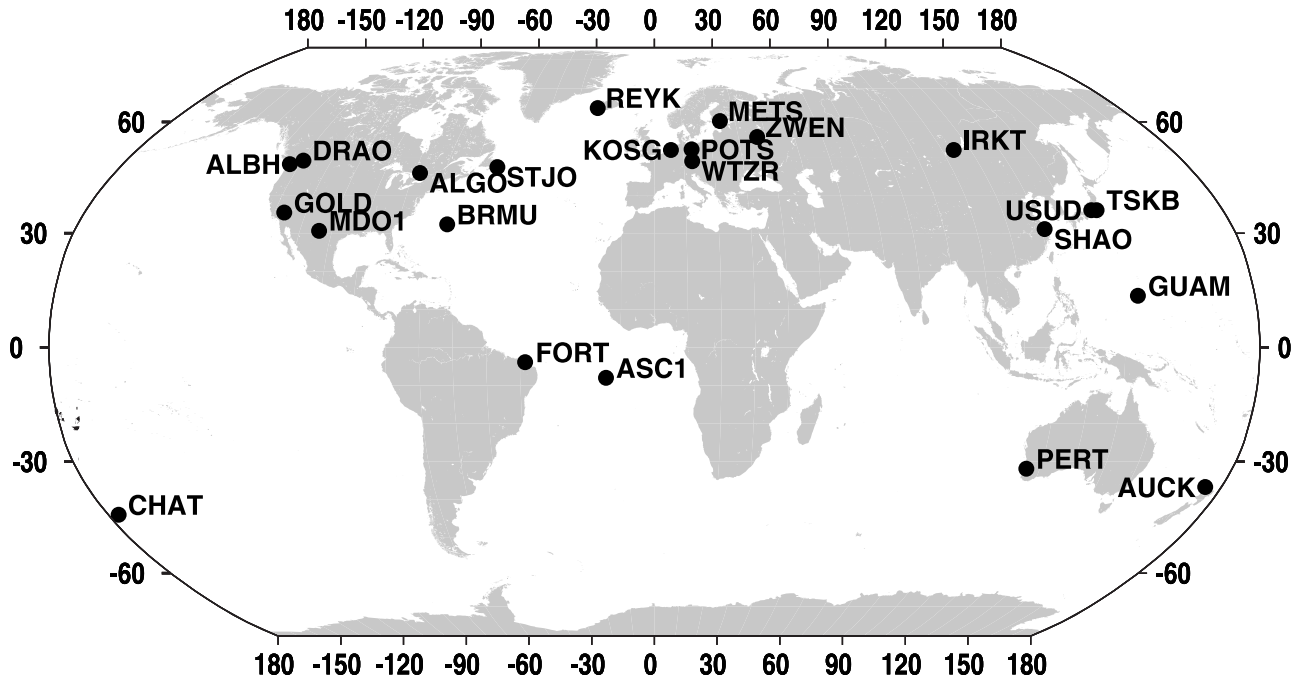 180 -150 -120 -90 -60 -30 0 30 60 90 120 150 180
REYK
METS
60 ZWEN 60
DRAO KOSG POTS IRKT
ALBH WTZR
ALGO STJO
GOLD BRMU USUD TSKB
MDO1
30 SHAO 30
GUAM
0 FORT 0
ASC1
-30 PERT -30
AUCK
CHAT
-60 -60
180 -150 -120 -90 -60 -30 0 30 60 90 120 150 180